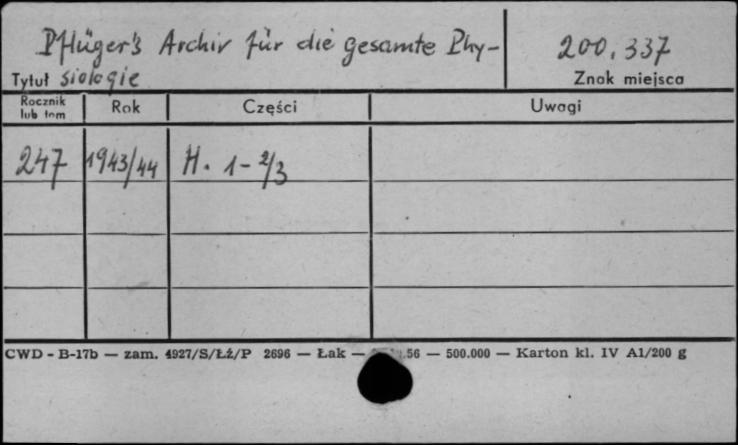 Pflüger's Archiv für die gesamte Phy-
200.337
Tytuł siologie
Znak miejsca
Rocznik lub tom Rok Części Uwagi
247 1943/44 H. 1-2/3
CWD - B-17b — zam. 4927/S/Łź/P 2696 — Łak — .56 — 500.000 — Karton kl. IV A1/200 g